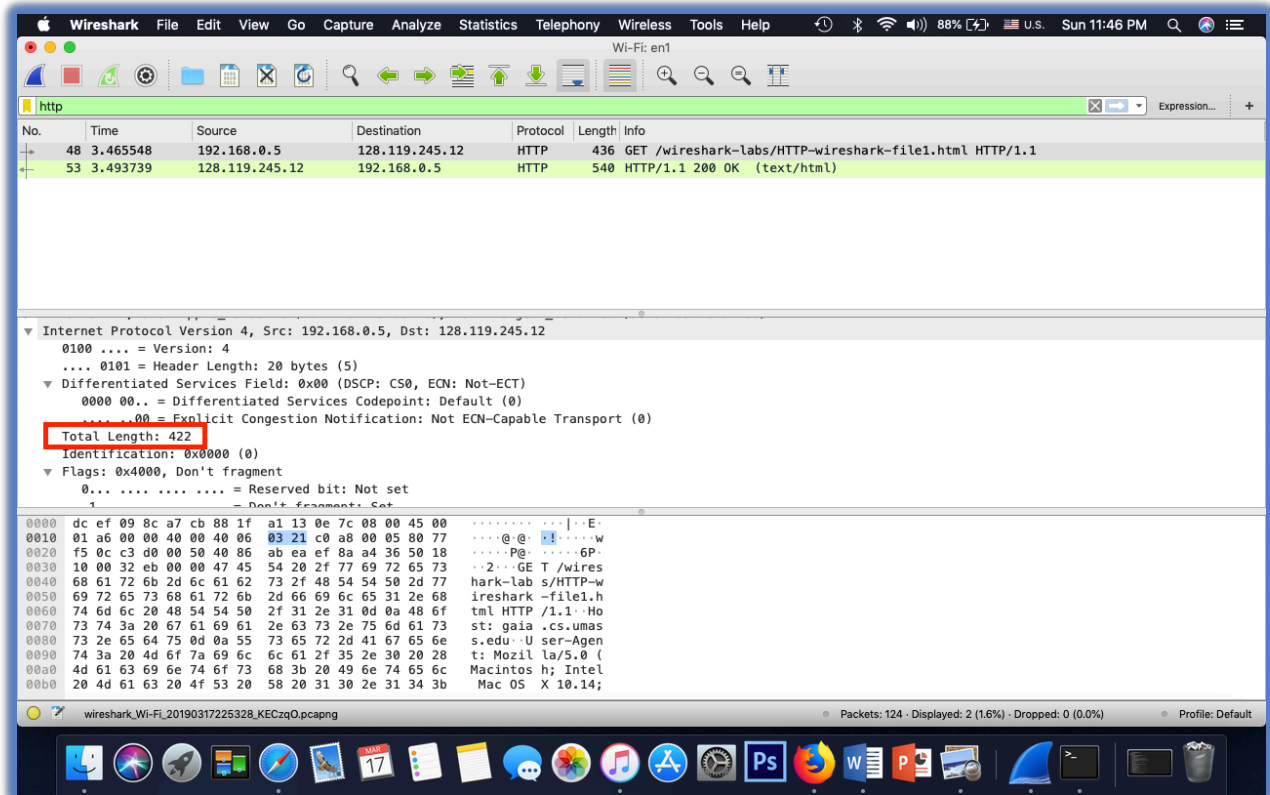 Wireshark File Edit View Go Capture Analyze Statistics Telephony Wireless Tools Help 88% U.S. Sun 11:46 PM
Wi-Fi: en1
http Expression... +
No. Time Source Destination Protocol Length Info
48 3.465548 192.168.0.5 128.119.245.12 HTTP 436 GET /wireshark-labs/HTTP-wireshark-file1.html HTTP/1.1
53 3.493739 128.119.245.12 192.168.0.5 HTTP 540 HTTP/1.1 200 OK (text/html)
Internet Protocol Version 4, Src: 192.168.0.5, Dst: 128.119.245.12
0100 .... = Version: 4
.... 0101 = Header Length: 20 bytes (5)
Differentiated Services Field: 0x00 (DSCP: CS0, ECN: Not-ECT)
0000 00.. = Differentiated Services Codepoint: Default (0)
.... ..00 = Explicit Congestion Notification: Not ECN-Capable Transport (0)
Total Length: 422
Identification: 0x0000 (0)
Flags: 0x4000, Don't fragment
0... .... .... .... = Reserved bit: Not set
= Don't fragment: Set
0000 dc ef 09 8c a7 cb 88 1f a1 13 0e 7c 08 00 45 00 ········ ···|··E·
0010 01 a6 00 00 40 00 40 06 03 21 c0 a8 00 05 80 77 ····@·@· ·!·····w
0020 f5 0c c3 d0 00 50 40 86 ab ea ef 8a a4 36 50 18 ·····P@· ·····6P·
0030 10 00 32 eb 00 00 47 45 54 20 2f 77 69 72 65 73 ··2···GE T /wires
0040 68 61 72 6b 2d 6c 61 62 73 2f 48 54 54 50 2d 77 hark-lab s/HTTP-w
0050 69 72 65 73 68 61 72 6b 2d 66 69 6c 65 31 2e 68 ireshark -file1.h
0060 74 6d 6c 20 48 54 54 50 2f 31 2e 31 0d 0a 48 6f tml HTTP /1.1··Ho
0070 73 74 3a 20 67 61 69 61 2e 63 73 2e 75 6d 61 73 st: gaia .cs.umas
0080 73 2e 65 64 75 0d 0a 55 73 65 72 2d 41 67 65 6e s.edu··U ser-Agen
0090 74 3a 20 4d 6f 7a 69 6c 6c 61 2f 35 2e 30 20 28 t: Mozil la/5.0 (
00a0 4d 61 63 69 6e 74 6f 73 68 3b 20 49 6e 74 65 6c Macintos h; Intel
00b0 20 4d 61 63 20 4f 53 20 58 20 31 30 2e 31 34 3b Mac OS X 10.14;
wireshark_Wi-Fi_20190317225328_KECzqO.pcapng Packets: 124 · Displayed: 2 (1.6%) · Dropped: 0 (0.0%) Profile: Default
MAR
17
Ps